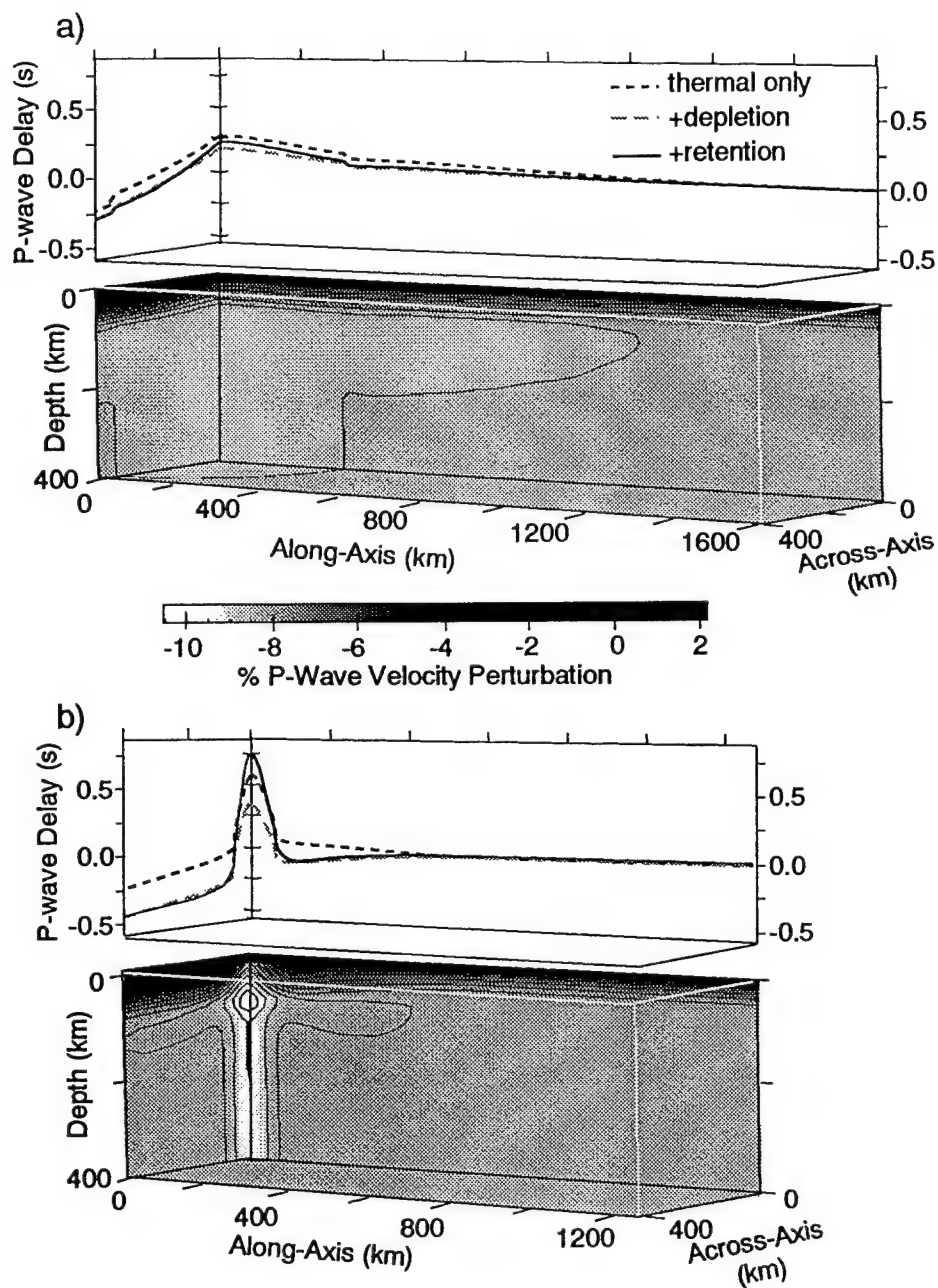 a)
P-wave Delay (s)
0.5
0.0
-0.5
thermal only
+depletion
+retention
0.5
0.0
-0.5
Depth (km)
0
400
0
400
800
1200
1600
Along-Axis (km)
400
0
Across-Axis
(km)
-10 -8 -6 -4 -2 0 2
% P-Wave Velocity Perturbation
b)
P-wave Delay (s)
0.5
0.0
-0.5
0.5
0.0
-0.5
Depth (km)
0
400
0
400
800
1200
Along-Axis (km)
400
0
Across-Axis
(km)